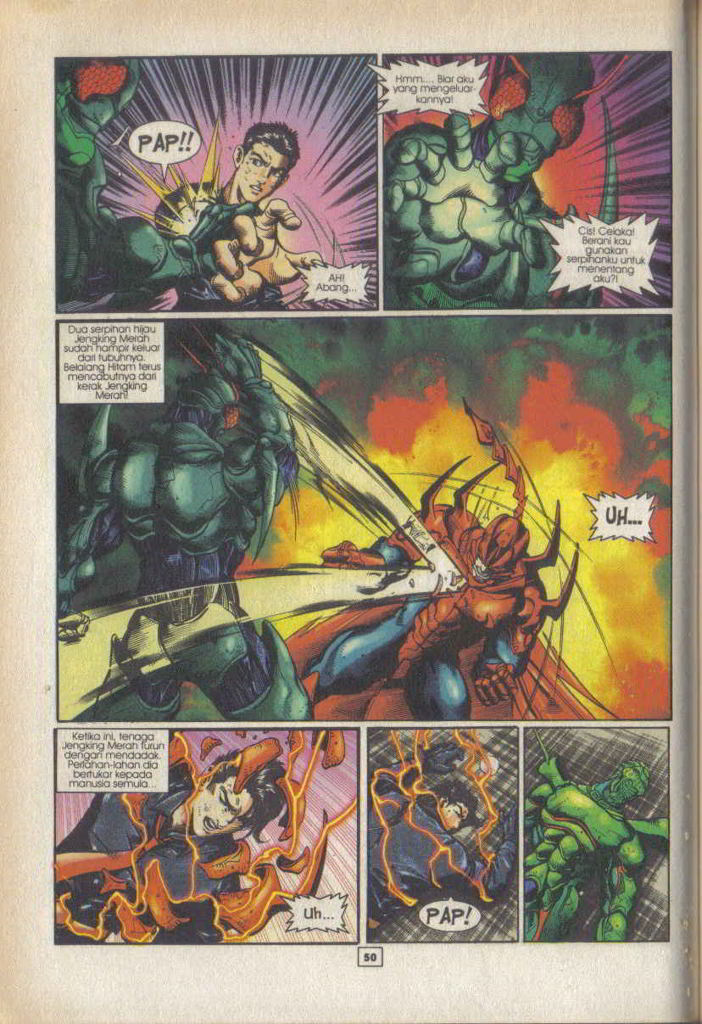 PAP!!
AH!
Abang...
Hmm.... Biar aku
yang mengeluar-
kannya!
Cis! Celaka!
Berani kau
gunakan
serpihanku untuk
menentang
aku?!
Dua serpihan hijau
Jengking Merah
sudah hampir keluar
dari tubuhnya.
Belalang Hitam terus
mencabutnya dari
kerak Jengking
Merah!
UH...
Ketika ini, tenaga
Jengking Merah turun
dengan mendadak.
Perlahan-lahan dia
bertukar kepada
manusia semula...
Uh...
PAP!
50